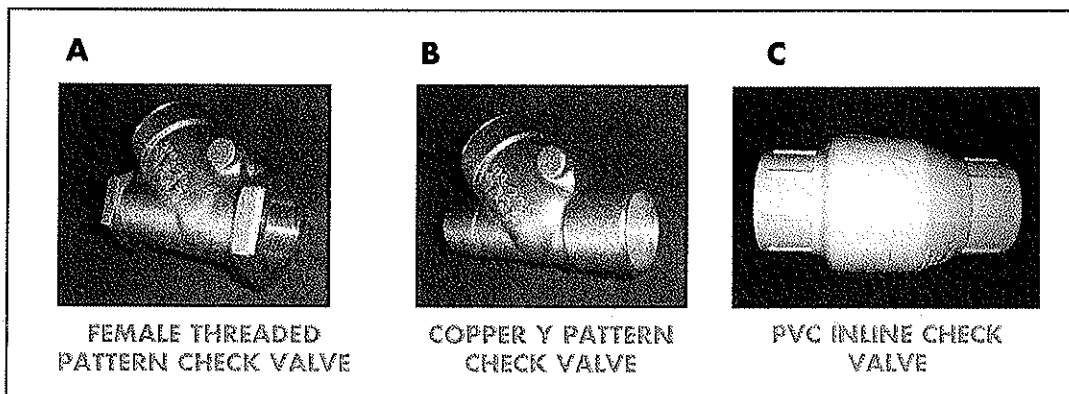 A
B
C
FEMALE THREADED
PATTERN CHECK VALVE
COPPER Y PATTERN
CHECK VALVE
PVC INLINE CHECK
VALVE